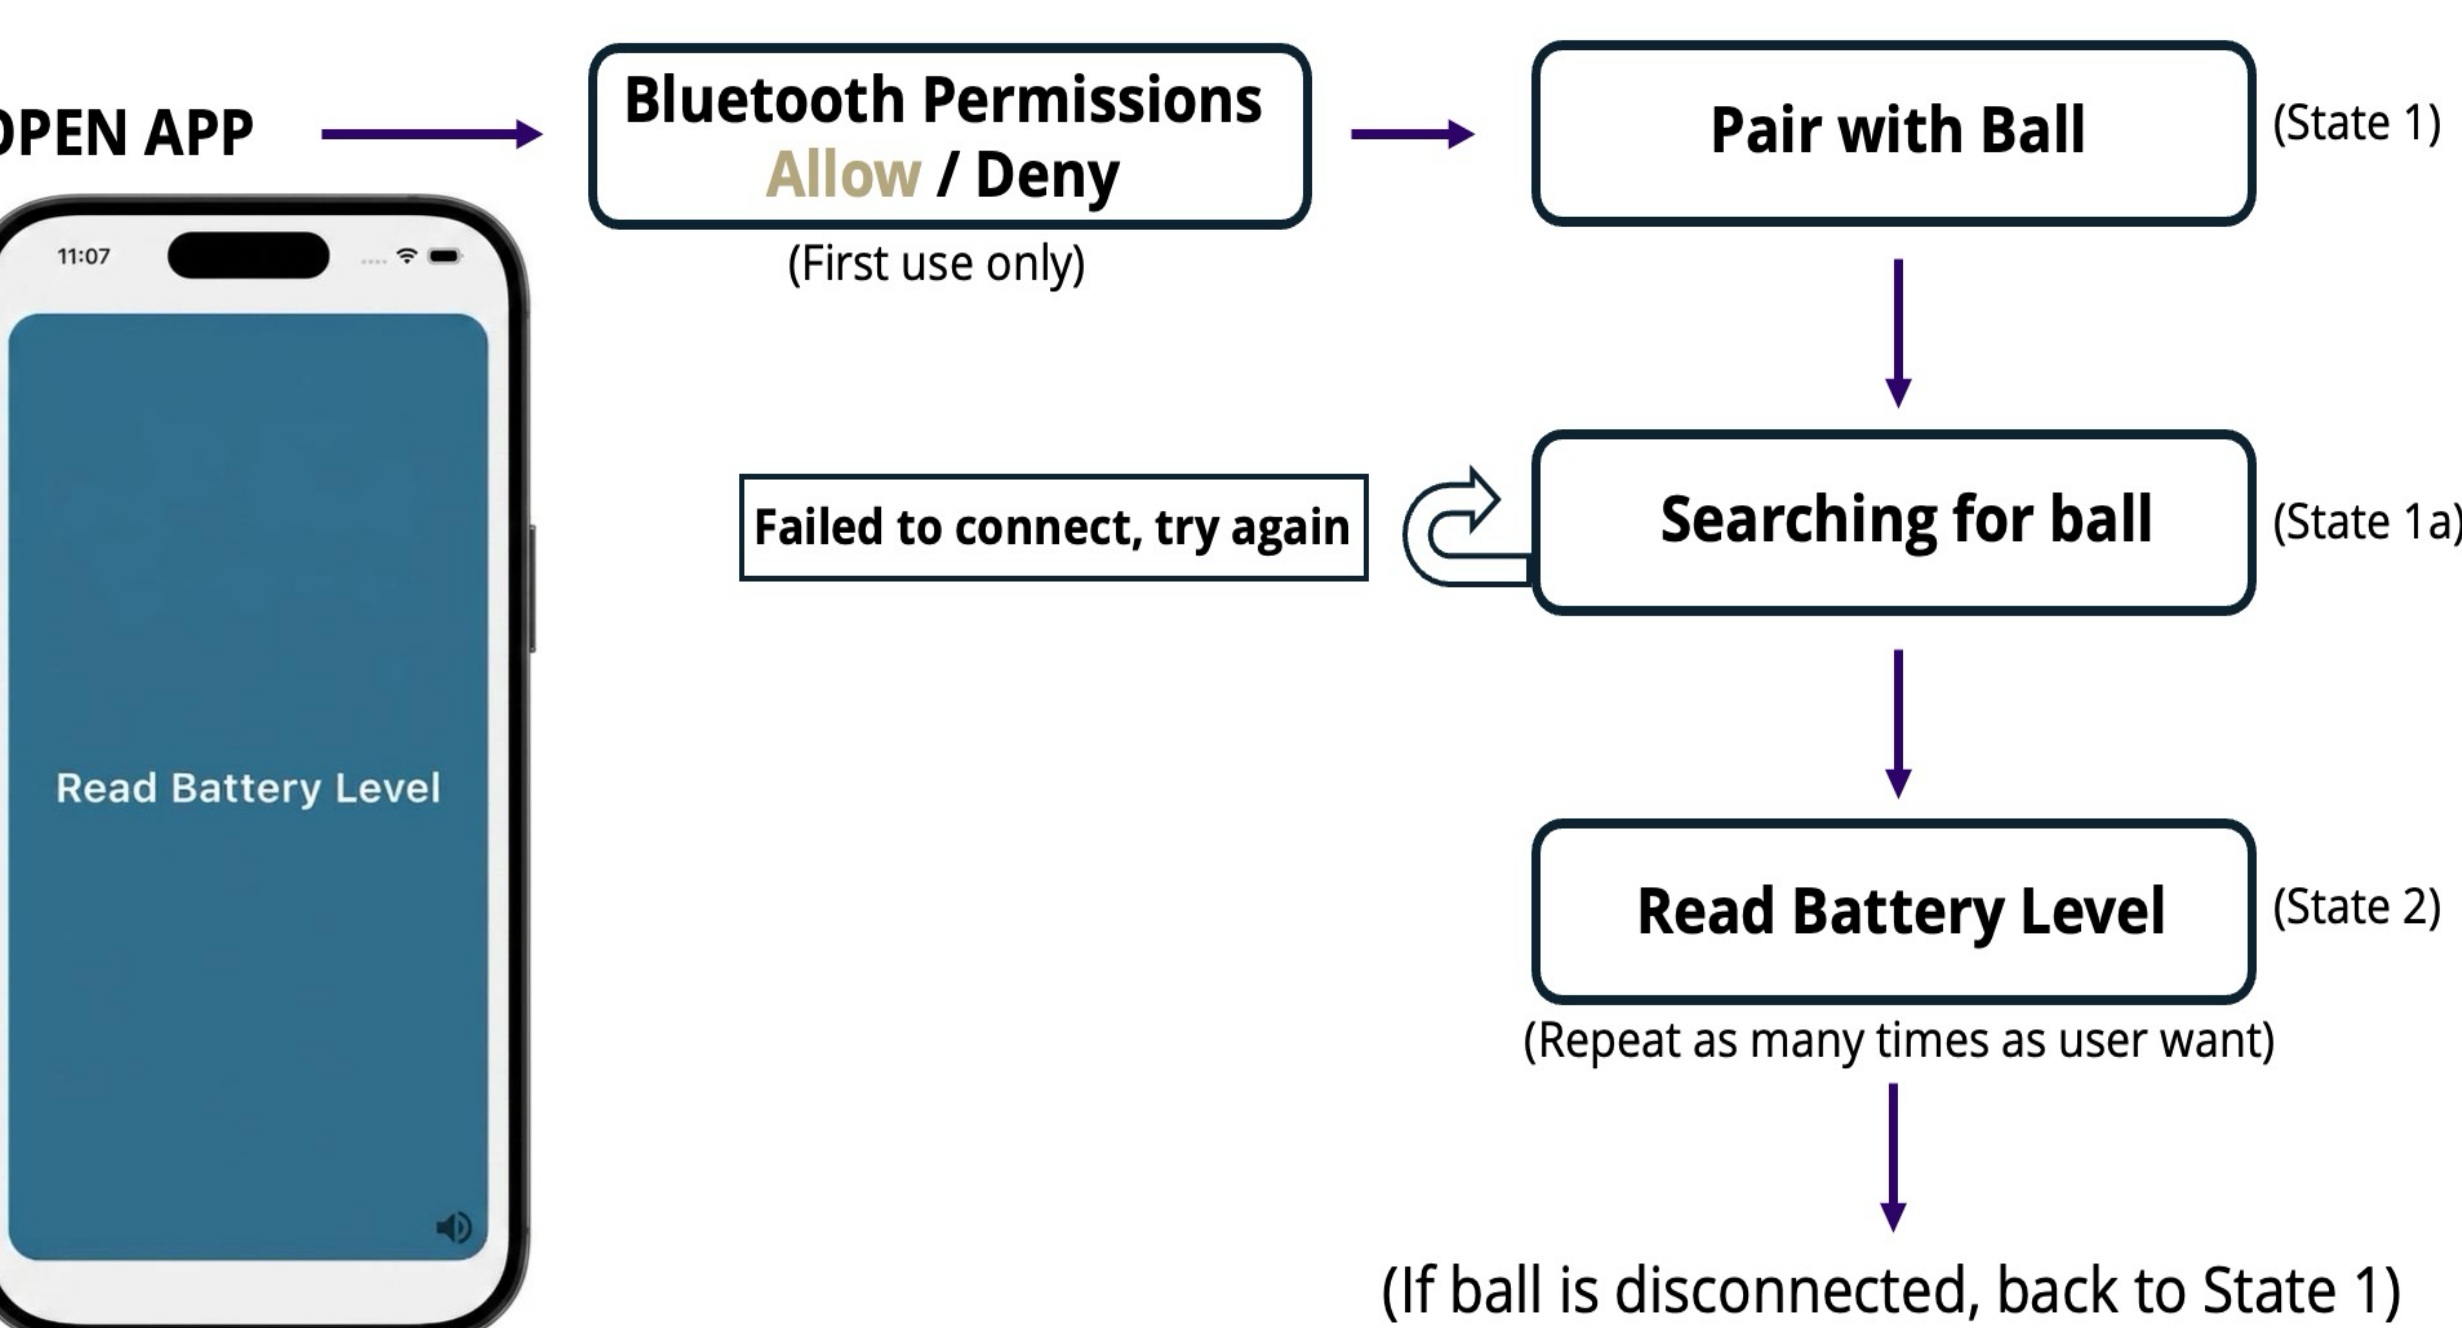 OPEN APP
Bluetooth Permissions
Allow / Deny
(First use only)
Pair with Ball
(State 1)
11:07
Read Battery Level
Failed to connect, try again
Searching for ball
(State 1a)
Read Battery Level
(State 2)
(Repeat as many times as user want)
(If ball is disconnected, back to State 1)